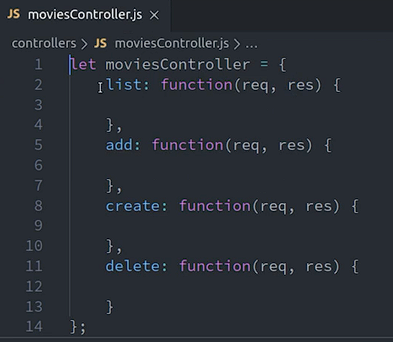 JS moviesController.js ×
controllers > JS moviesController.js > ...
1 let moviesController = {
2     list: function(req, res) {
3
4     },
5     add: function(req, res) {
6
7     },
8     create: function(req, res) {
9
10     },
11     delete: function(req, res) {
12
13     }
14 };